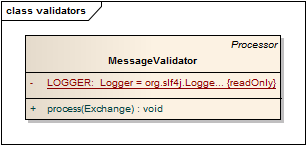 class validators
Processor
MessageValidator
- LOGGER: Logger = org.slf4j.Logge... {readOnly}
+ process(Exchange) : void